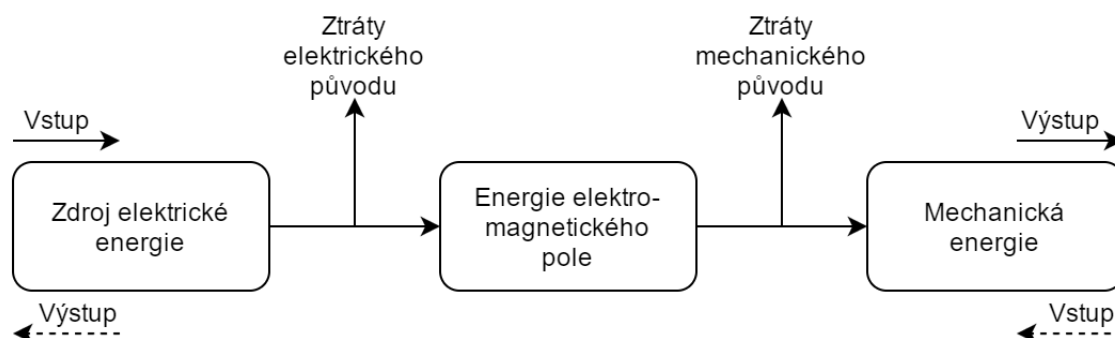 Ztráty
elektrického
původu
Ztráty
mechanického
původu
Vstup
Výstup
Zdroj elektrické
energie
Energie elektro-
magnetického
pole
Mechanická
energie
Výstup
Vstup